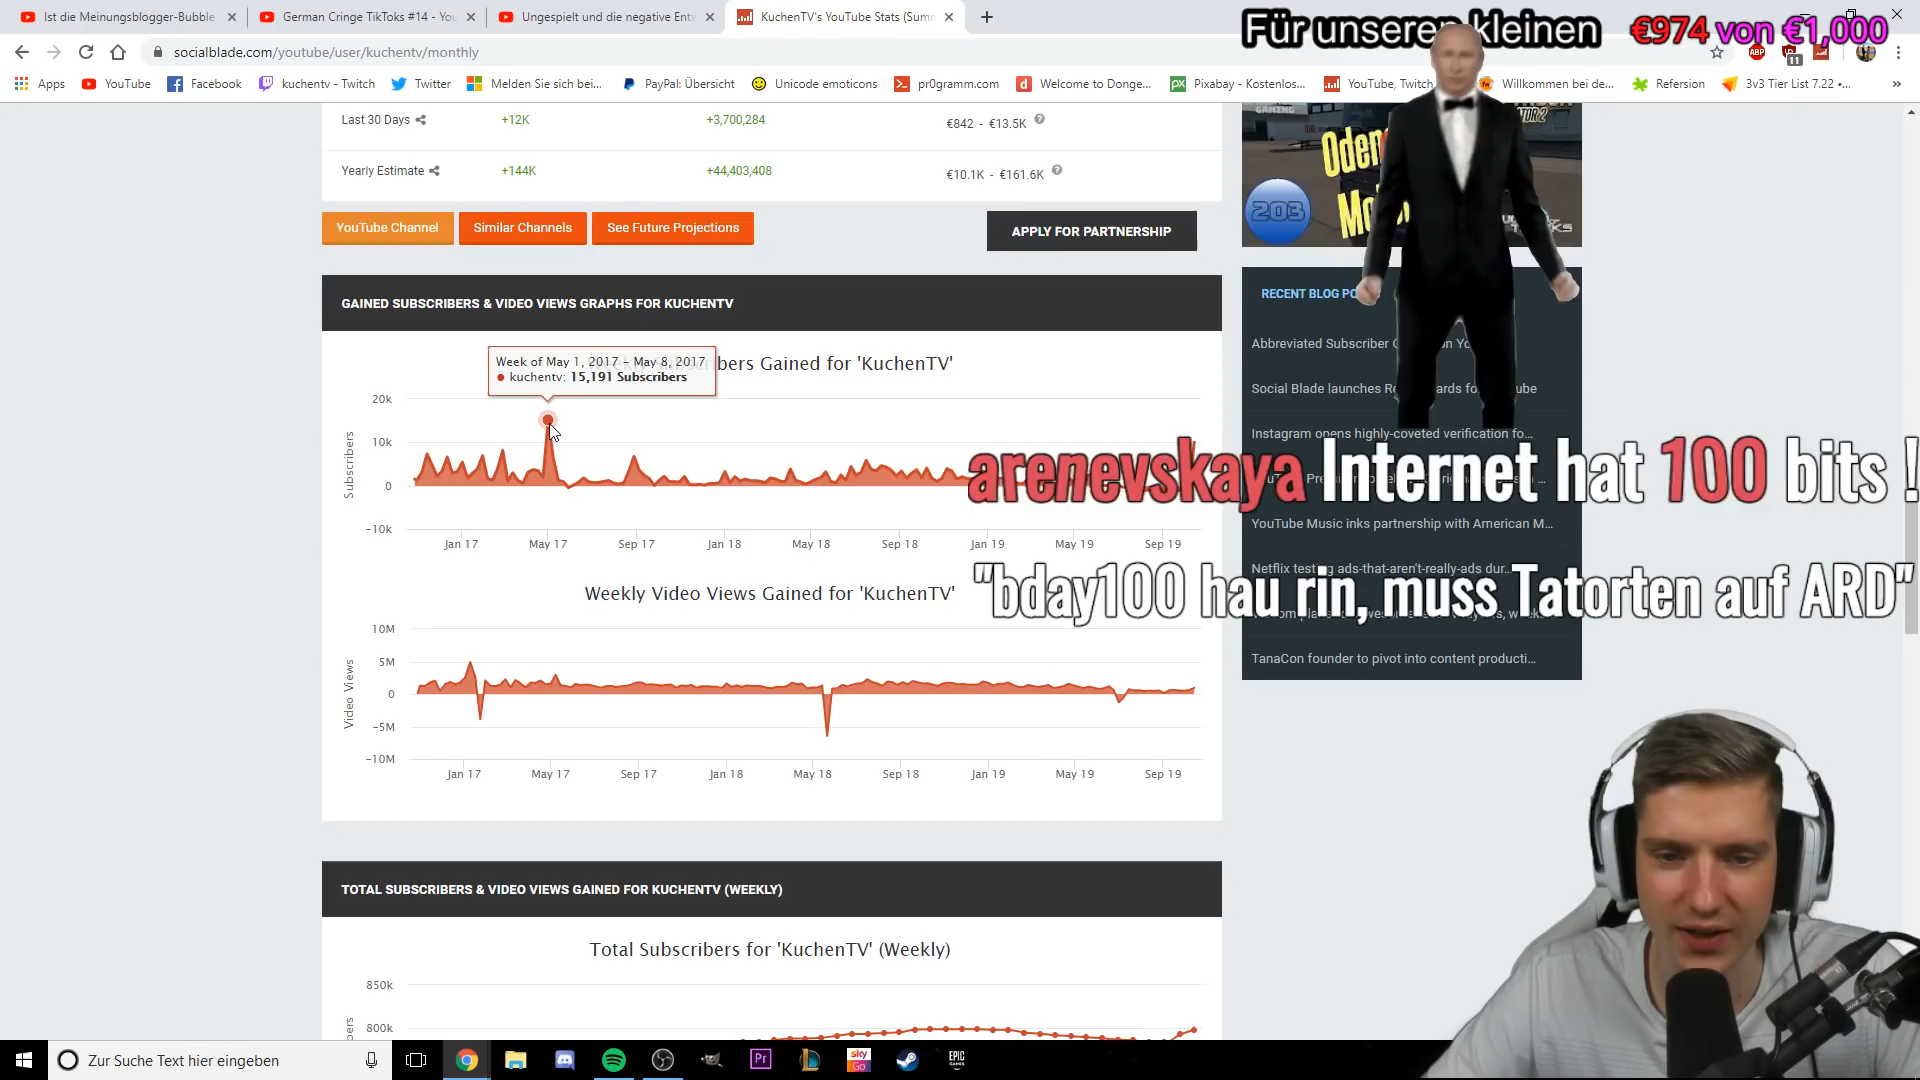 Ist die Meinungsblogger-Bubble
German Cringe TikToks #14 - You
Ungespielt und die negative Entw
KuchenTV's YouTube Stats (Summ
socialblade.com/youtube/user/kuchentv/monthly
Für unseren kleinen
€974 von €1,000
ABP
11
Apps
YouTube
Facebook
kuchentv - Twitch
Twitter
Melden Sie sich bei...
PayPal: Übersicht
Unicode emoticons
pr0gramm.com
Welcome to Donge...
Pixabay - Kostenlos...
YouTube, Twitch
Willkommen bei de...
Refersion
3v3 Tier List 7.22 •...
Last 30 Days +12K +3,700,284 €842 - €13.5K
Yearly Estimate +144K +44,403,408 €10.1K - €161.6K
YouTube Channel
Similar Channels
See Future Projections
APPLY FOR PARTNERSHIP
GAMING
203
GAINED SUBSCRIBERS & VIDEO VIEWS GRAPHS FOR KUCHENTV
Week of May 1, 2017 - May 8, 2017
kuchentv: 15,191 Subscribers
bers Gained for 'KuchenTV'
Subscribers
20k
10k
0
-10k
Jan 17 May 17 Sep 17 Jan 18 May 18 Sep 18 Jan 19 May 19 Sep 19
Weekly Video Views Gained for 'KuchenTV'
Video Views
10M
5M
0
-5M
-10M
Jan 17 May 17 Sep 17 Jan 18 May 18 Sep 18 Jan 19 May 19 Sep 19
RECENT BLOG PO
Abbreviated Subscriber
Social Blade launches
Instagram opens highly-coveted verification fo...
YouTube Music inks partnership with American M...
Netflix testing ads-that-aren't-really-ads dur...
TanaCon founder to pivot into content producti...
arenevskaya Internet hat 100 bits !
"bday100 hau rin, muss Tatorten auf ARD"
TOTAL SUBSCRIBERS & VIDEO VIEWS GAINED FOR KUCHENTV (WEEKLY)
Total Subscribers for 'KuchenTV' (Weekly)
850k
800k
Zur Suche Text hier eingeben
Pr
sky
Go
EPIC
GAMES